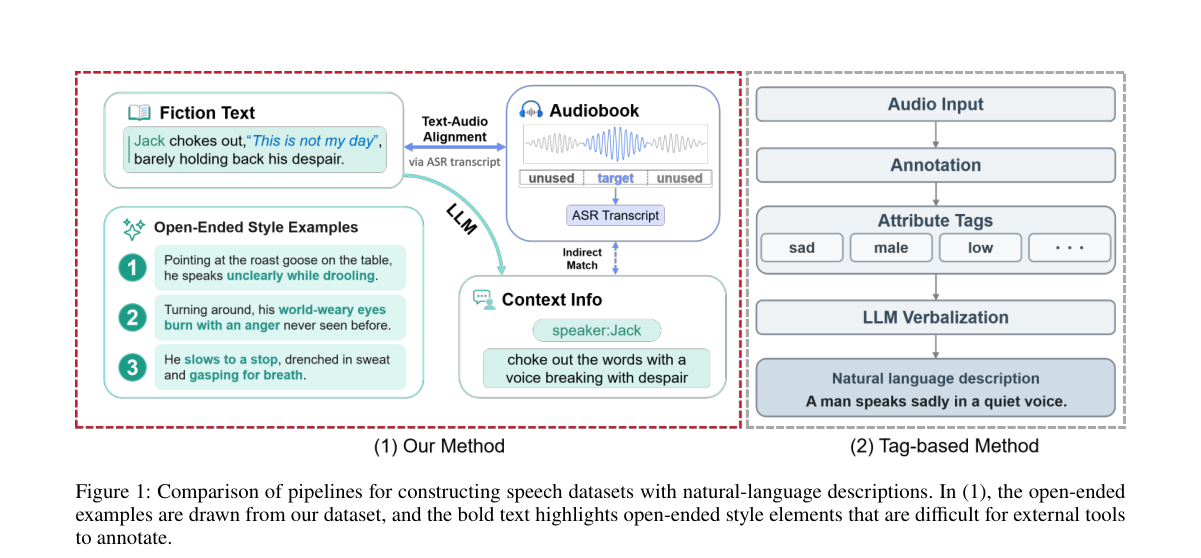 Fiction Text
Jack chokes out,“This is not my day”,
barely holding back his despair.
Text-Audio
Alignment
via ASR transcript
Audiobook
unused target unused
ASR Transcript
LLM
Indirect
Match
Open-Ended Style Examples
1
Pointing at the roast goose on the table,
he speaks unclearly while drooling.
2
Turning around, his world-weary eyes
burn with an anger never seen before.
3
He slows to a stop, drenched in sweat
and gasping for breath.
Context Info
speaker:Jack
choke out the words with a
voice breaking with despair
(1) Our Method
Audio Input
Annotation
Attribute Tags
sad male low · · ·
LLM Verbalization
Natural language description
A man speaks sadly in a quiet voice.
(2) Tag-based Method
Figure 1: Comparison of pipelines for constructing speech datasets with natural-language descriptions. In (1), the open-ended
examples are drawn from our dataset, and the bold text highlights open-ended style elements that are difficult for external tools
to annotate.